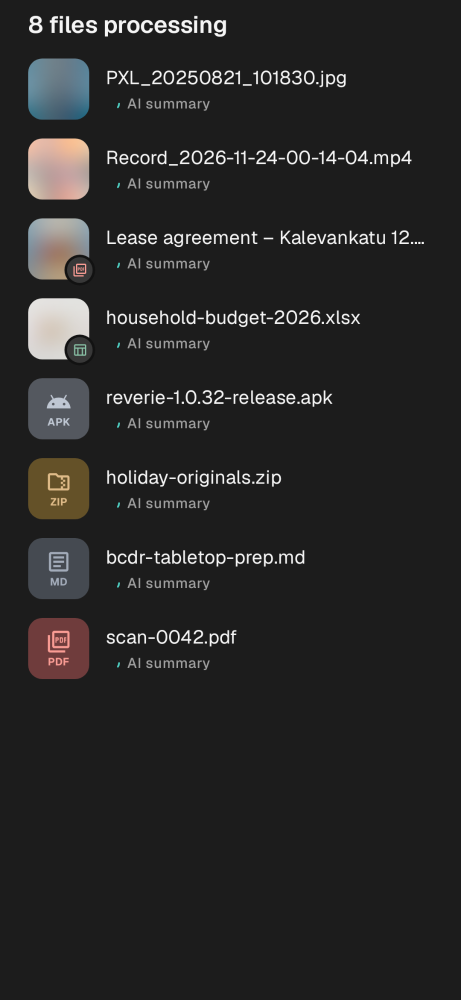 8 files processing
PXL_20250821_101830.jpg
AI summary
Record_2026-11-24-00-14-04.mp4
AI summary
Lease agreement – Kalevankatu 12.…
PDF
AI summary
household-budget-2026.xlsx
AI summary
reverie-1.0.32-release.apk
APK
AI summary
holiday-originals.zip
ZIP
AI summary
bcdr-tabletop-prep.md
MD
AI summary
scan-0042.pdf
PDF
PDF
AI summary